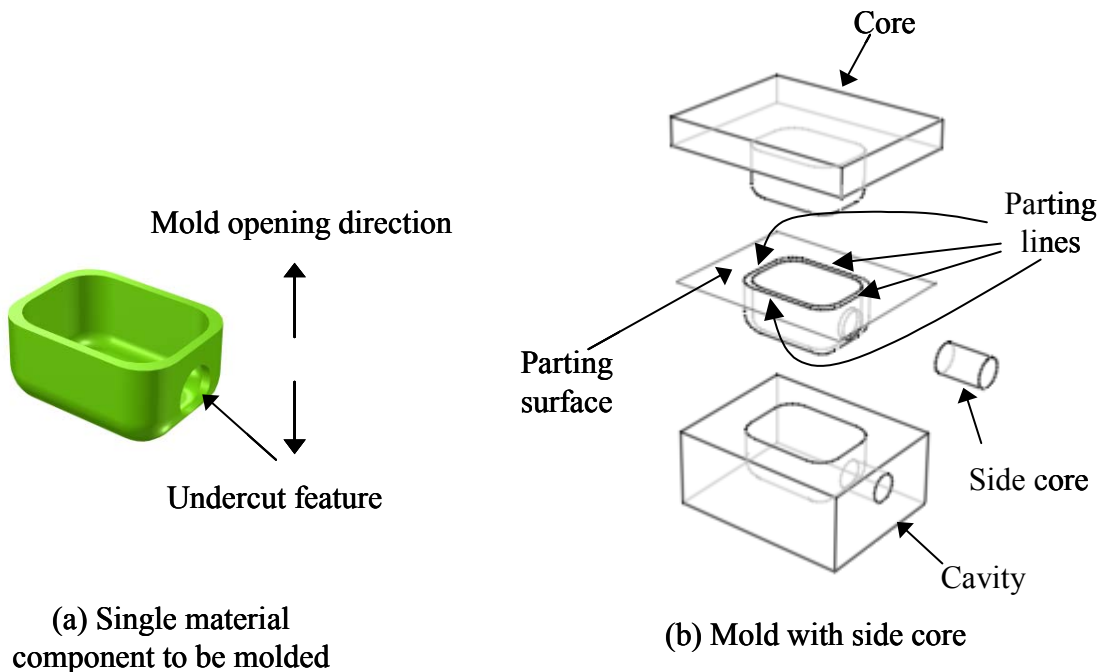 Mold opening direction
Undercut feature
(a) Single material
component to be molded
Core
Parting
lines
Parting
surface
Side core
Cavity
(b) Mold with side core